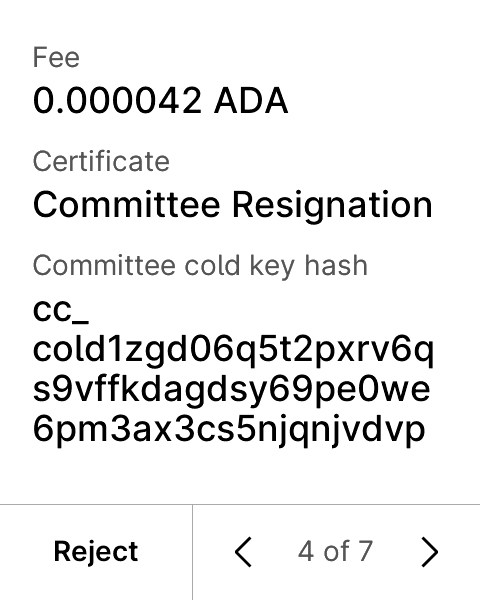 Fee
0.000042 ADA
Certificate
Committee Resignation
Committee cold key hash
cc_
cold1zgd06q5t2pxrv6q
s9vffkdagdsy69pe0we
6pm3ax3cs5njqnjvdvp
Reject
4 of 7